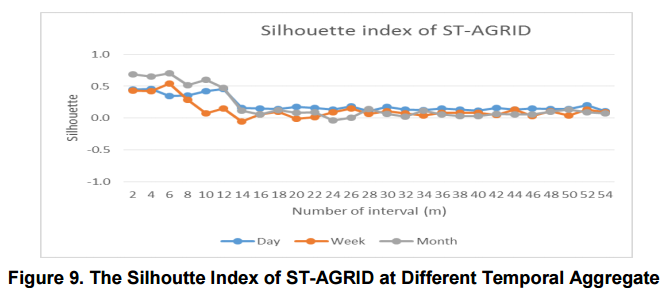 Silhouette index of ST-AGRID
1.0
0.5
0.0
-0.5
-1.0
Silhouette
2 4 6 8 10 12 14 16 18 20 22 24 26 28 30 32 34 36 38 40 42 44 46 48 50 52 54
Number of interval (m)
Day Week Month
Figure 9. The Silhoutte Index of ST-AGRID at Different Temporal Aggregate